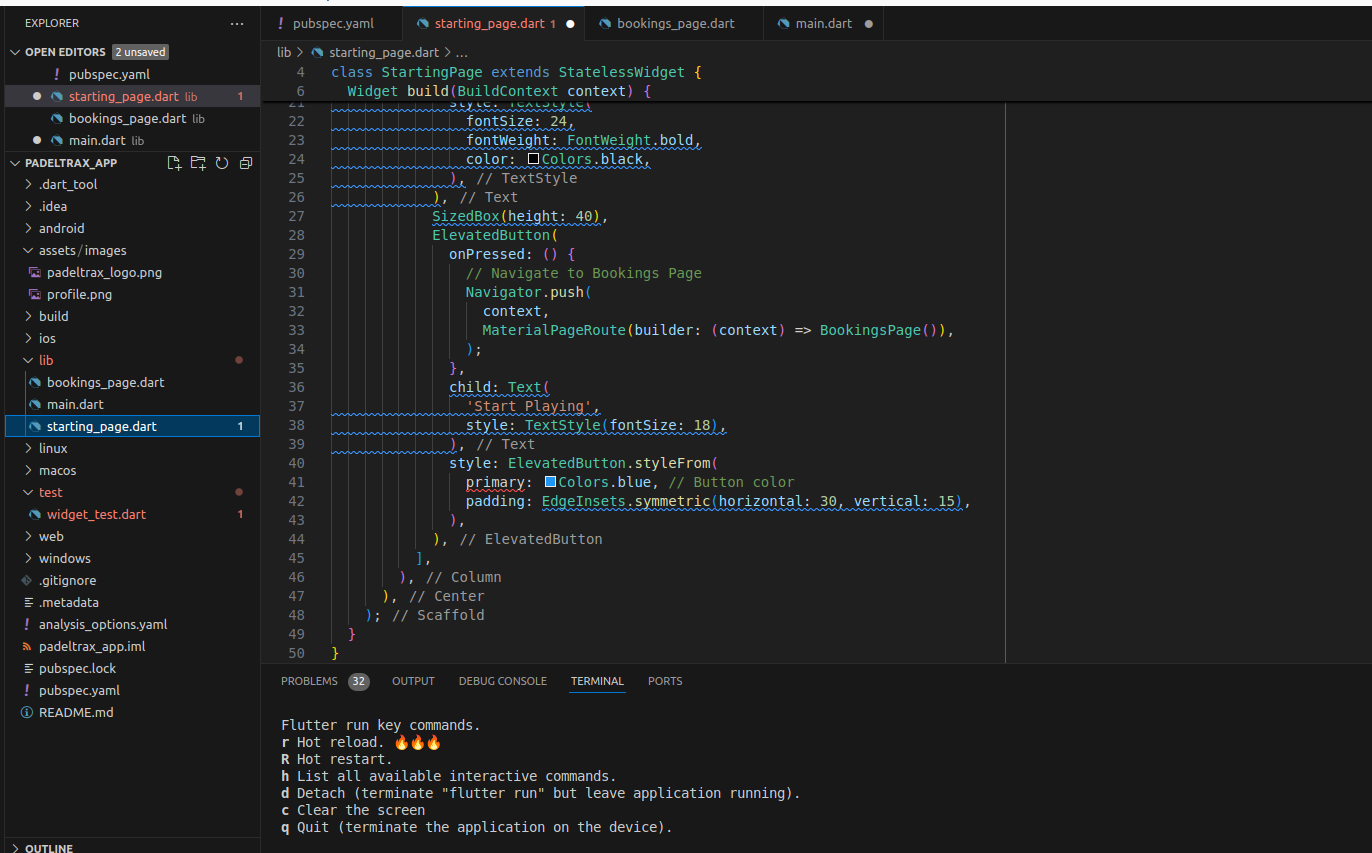 EXPLORER
...
OPEN EDITORS 2 unsaved
! pubspec.yaml
starting_page.dart lib 1
bookings_page.dart lib
main.dart lib
PADELTRAX_APP
.dart_tool
.idea
android
assets/images
padeltrax_logo.png
profile.png
build
ios
lib
bookings_page.dart
main.dart
starting_page.dart 1
linux
macos
test
widget_test.dart 1
web
windows
.gitignore
.metadata
! analysis_options.yaml
padeltrax_app.iml
pubspec.lock
! pubspec.yaml
README.md
OUTLINE
! pubspec.yaml
starting_page.dart 1
bookings_page.dart
main.dart
lib > starting_page.dart > ...
4 class StartingPage extends StatelessWidget {
6 Widget build(BuildContext context) {
21 style: TextStyle(
22 fontSize: 24,
23 fontWeight: FontWeight.bold,
24 color: Colors.black,
25 ), // TextStyle
26 ), // Text
27 SizedBox(height: 40),
28 ElevatedButton(
29 onPressed: () {
30 // Navigate to Bookings Page
31 Navigator.push(
32 context,
33 MaterialPageRoute(builder: (context) => BookingsPage()),
34 );
35 },
36 child: Text(
37 'Start Playing',
38 style: TextStyle(fontSize: 18),
39 ), // Text
40 style: ElevatedButton.styleFrom(
41 primary: Colors.blue, // Button color
42 padding: EdgeInsets.symmetric(horizontal: 30, vertical: 15),
43 ),
44 ), // ElevatedButton
45 ],
46 ), // Column
47 ), // Center
48 ); // Scaffold
49 }
50 }
PROBLEMS 32 OUTPUT DEBUG CONSOLE TERMINAL PORTS
Flutter run key commands.
r Hot reload. 🔥🔥🔥
R Hot restart.
h List all available interactive commands.
d Detach (terminate "flutter run" but leave application running).
c Clear the screen
q Quit (terminate the application on the device).